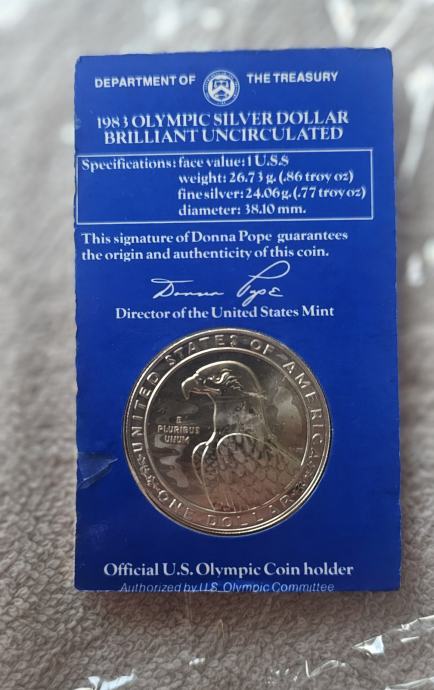 DEPARTMENT OF THE TREASURY
1983 OLYMPIC SILVER DOLLAR
BRILLIANT UNCIRCULATED
Specifications: face value: 1 U.S.$
weight: 26.73 g. (.86 troy oz)
fine silver: 24.06 g. (.77 troy oz)
diameter: 38.10 mm.
This signature of Donna Pope guarantees
the origin and authenticity of this coin.
Donna Pope
Director of the United States Mint
UNITED STATES OF AMERICA
E
PLURIBUS
UNUM
ONE DOLLAR
Official U.S. Olympic Coin holder
Authorized by U.S. Olympic Committee